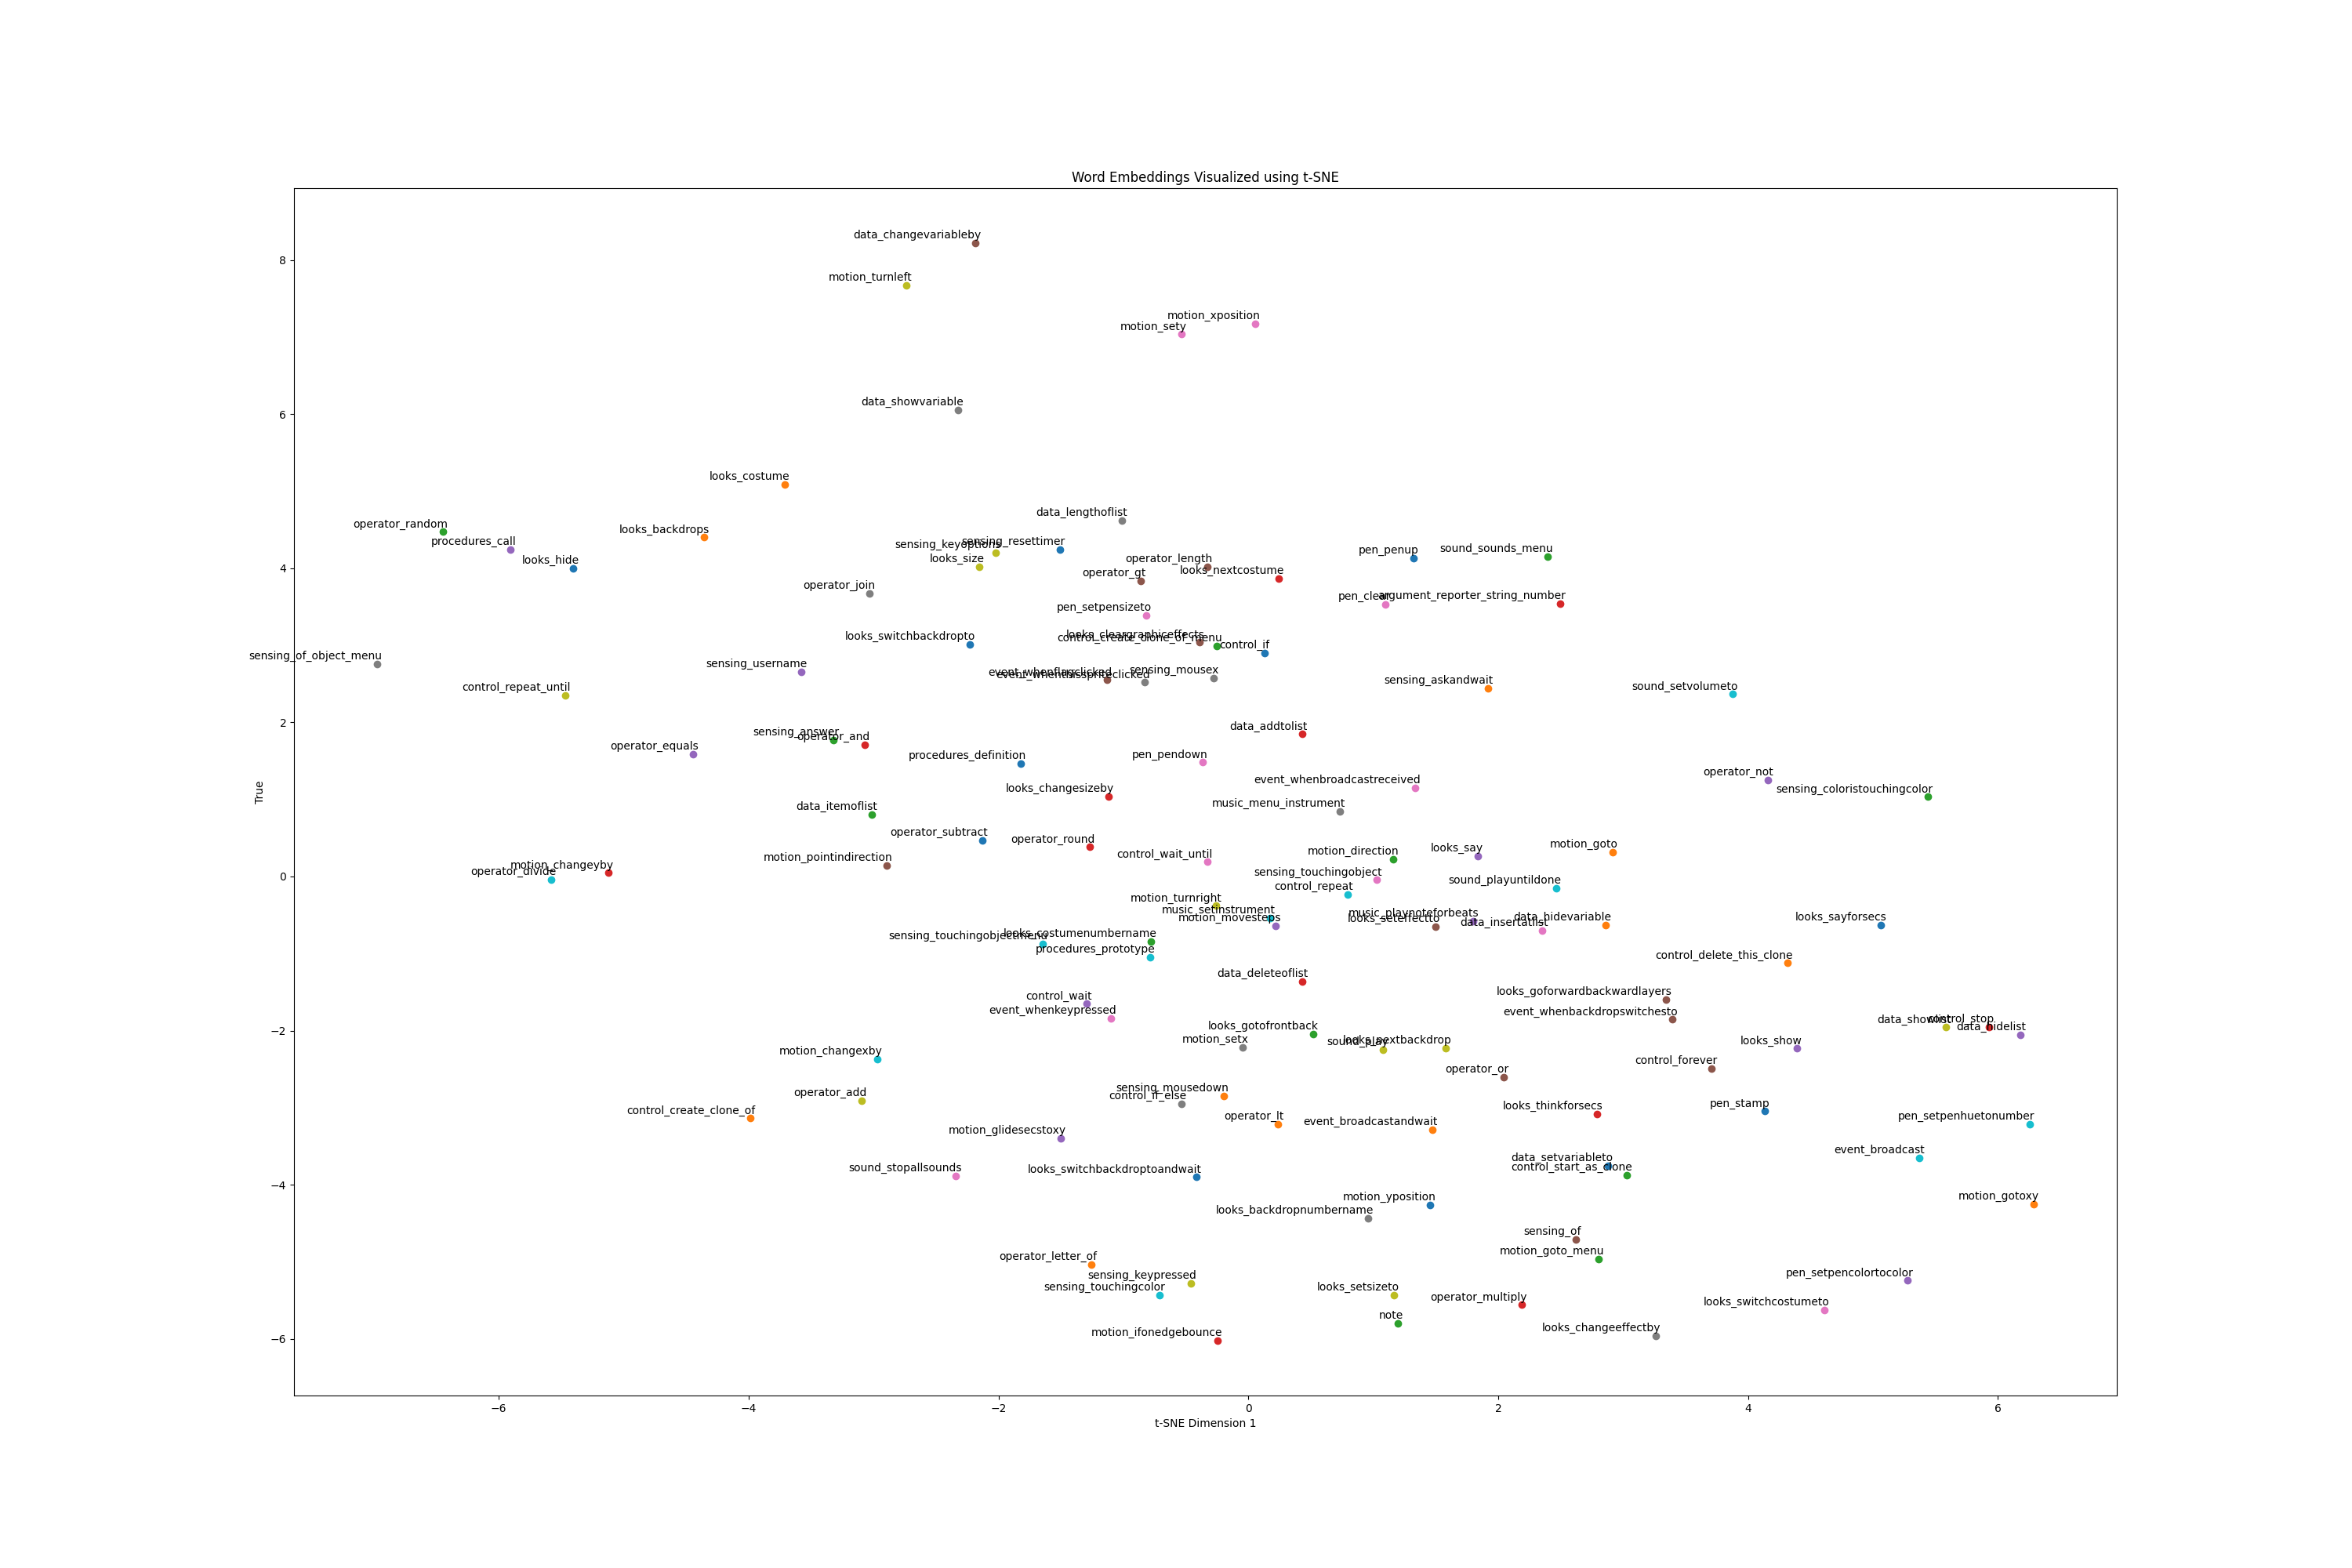 Word Embeddings Visualized using t-SNE
data_changevariableby
motion_turnleft
motion_xposition
motion_sety
data_showvariable
looks_costume
data_lengthoflist
operator_random
looks_backdrops
procedures_call
sensing_keyoptions
sensing_resettimer
looks_hide
looks_size
operator_length
looks_nextcostume
pen_penup
sound_sounds_menu
operator_gt
operator_join
pen_clear
argument_reporter_string_number
pen_setpensizeto
looks_switchbackdropto
looks_cleargraphiceffects
control_create_clone_of_menu
control_if
sensing_of_object_menu
sensing_username
event_whenflagclicked
event_whenthisspriteclicked
sensing_mousex
control_repeat_until
sensing_askandwait
sound_setvolumeto
data_addtolist
sensing_answer
operator_and
operator_equals
procedures_definition
pen_pendown
event_whenbroadcastreceived
operator_not
looks_changesizeby
sensing_coloristouchingcolor
data_itemoflist
music_menu_instrument
operator_subtract
operator_round
motion_pointindirection
control_wait_until
motion_direction
looks_say
motion_goto
motion_changeyby
operator_divide
sensing_touchingobject
control_repeat
sound_playuntildone
motion_turnright
music_setinstrument
motion_movesteps
music_playnoteforbeats
looks_seteffectto
data_insertatlist
data_hidevariable
looks_sayforsecs
sensing_touchingobjectmenu
looks_costumenumbername
procedures_prototype
control_delete_this_clone
data_deleteoflist
control_wait
event_whenkeypressed
looks_goforwardbackwardlayers
event_whenbackdropswitchesto
looks_gotofrontback
data_showlist
control_stop
data_hidelist
motion_setx
sound_play
looks_nextbackdrop
looks_show
motion_changexby
control_forever
operator_or
operator_add
sensing_mousedown
control_if_else
control_create_clone_of
operator_lt
event_broadcastandwait
looks_thinkforsecs
pen_stamp
pen_setpenhuetonumber
motion_glidesecstoxy
event_broadcast
sound_stopallsounds
looks_switchbackdroptoandwait
data_setvariableto
control_start_as_clone
motion_yposition
motion_gotoxy
looks_backdropnumbername
sensing_of
motion_goto_menu
operator_letter_of
sensing_keypressed
sensing_touchingcolor
looks_setsizeto
operator_multiply
pen_setpencolortocolor
looks_switchcostumeto
note
motion_ifonedgebounce
looks_changeeffectby
8
6
4
2
0
−2
−4
−6
True
−6 −4 −2 0 2 4 6
t-SNE Dimension 1